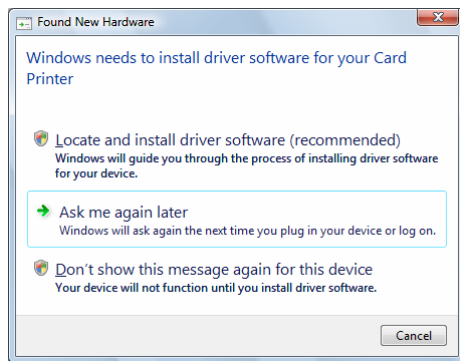 Found New Hardware
Windows needs to install driver software for your Card
Printer
Locate and install driver software (recommended)
Windows will guide you through the process of installing driver software
for your device.
Ask me again later
Windows will ask again the next time you plug in your device or log on.
Don't show this message again for this device
Your device will not function until you install driver software.
Cancel